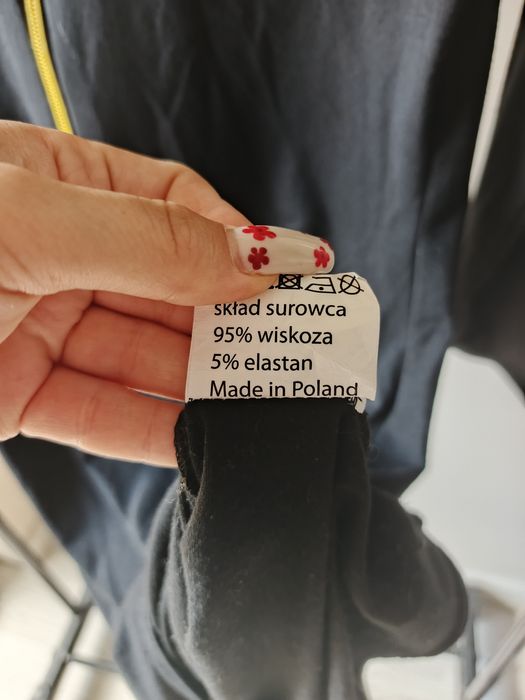 skład surowca
95% wiskoza
5% elastan
Made in Poland